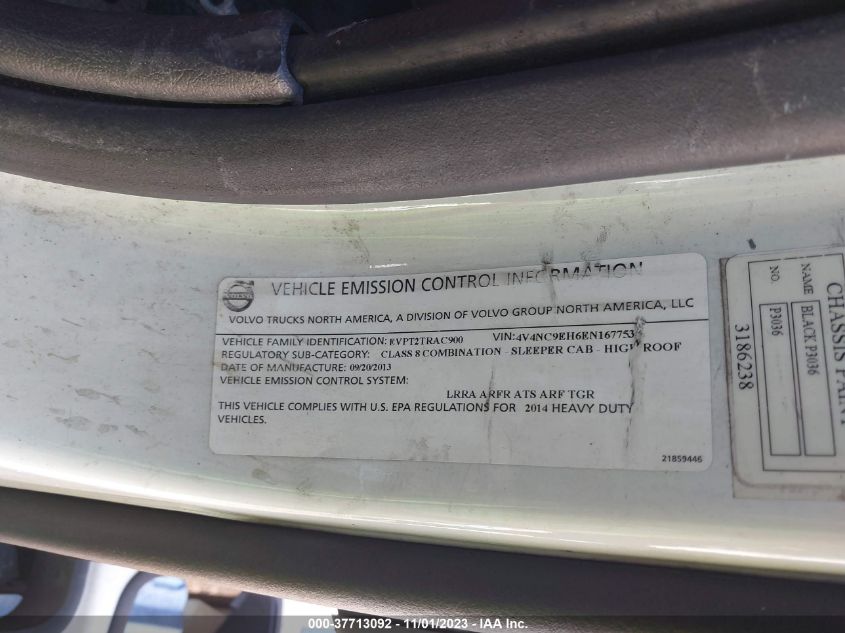 VOLVO
VEHICLE EMISSION CONTROL INFORMATION
VOLVO TRUCKS NORTH AMERICA, A DIVISION OF VOLVO GROUP NORTH AMERICA, LLC
VEHICLE FAMILY IDENTIFICATION: EVPT2TRAC900 VIN: 4V4NC9EH6EN167753
REGULATORY SUB-CATEGORY: CLASS 8 COMBINATION - SLEEPER CAB - HIGH ROOF
DATE OF MANUFACTURE: 09/20/2013
VEHICLE EMISSION CONTROL SYSTEM:
LRRA ARFR ATS ARF TGR
THIS VEHICLE COMPLIES WITH U.S. EPA REGULATIONS FOR 2014 HEAVY DUTY
VEHICLES.
21859446
CHASSIS PAINT
NAME BLACK P3036
NO. P3036
3186238
© - 37713092 - 11/01/2023 - IAA Inc.